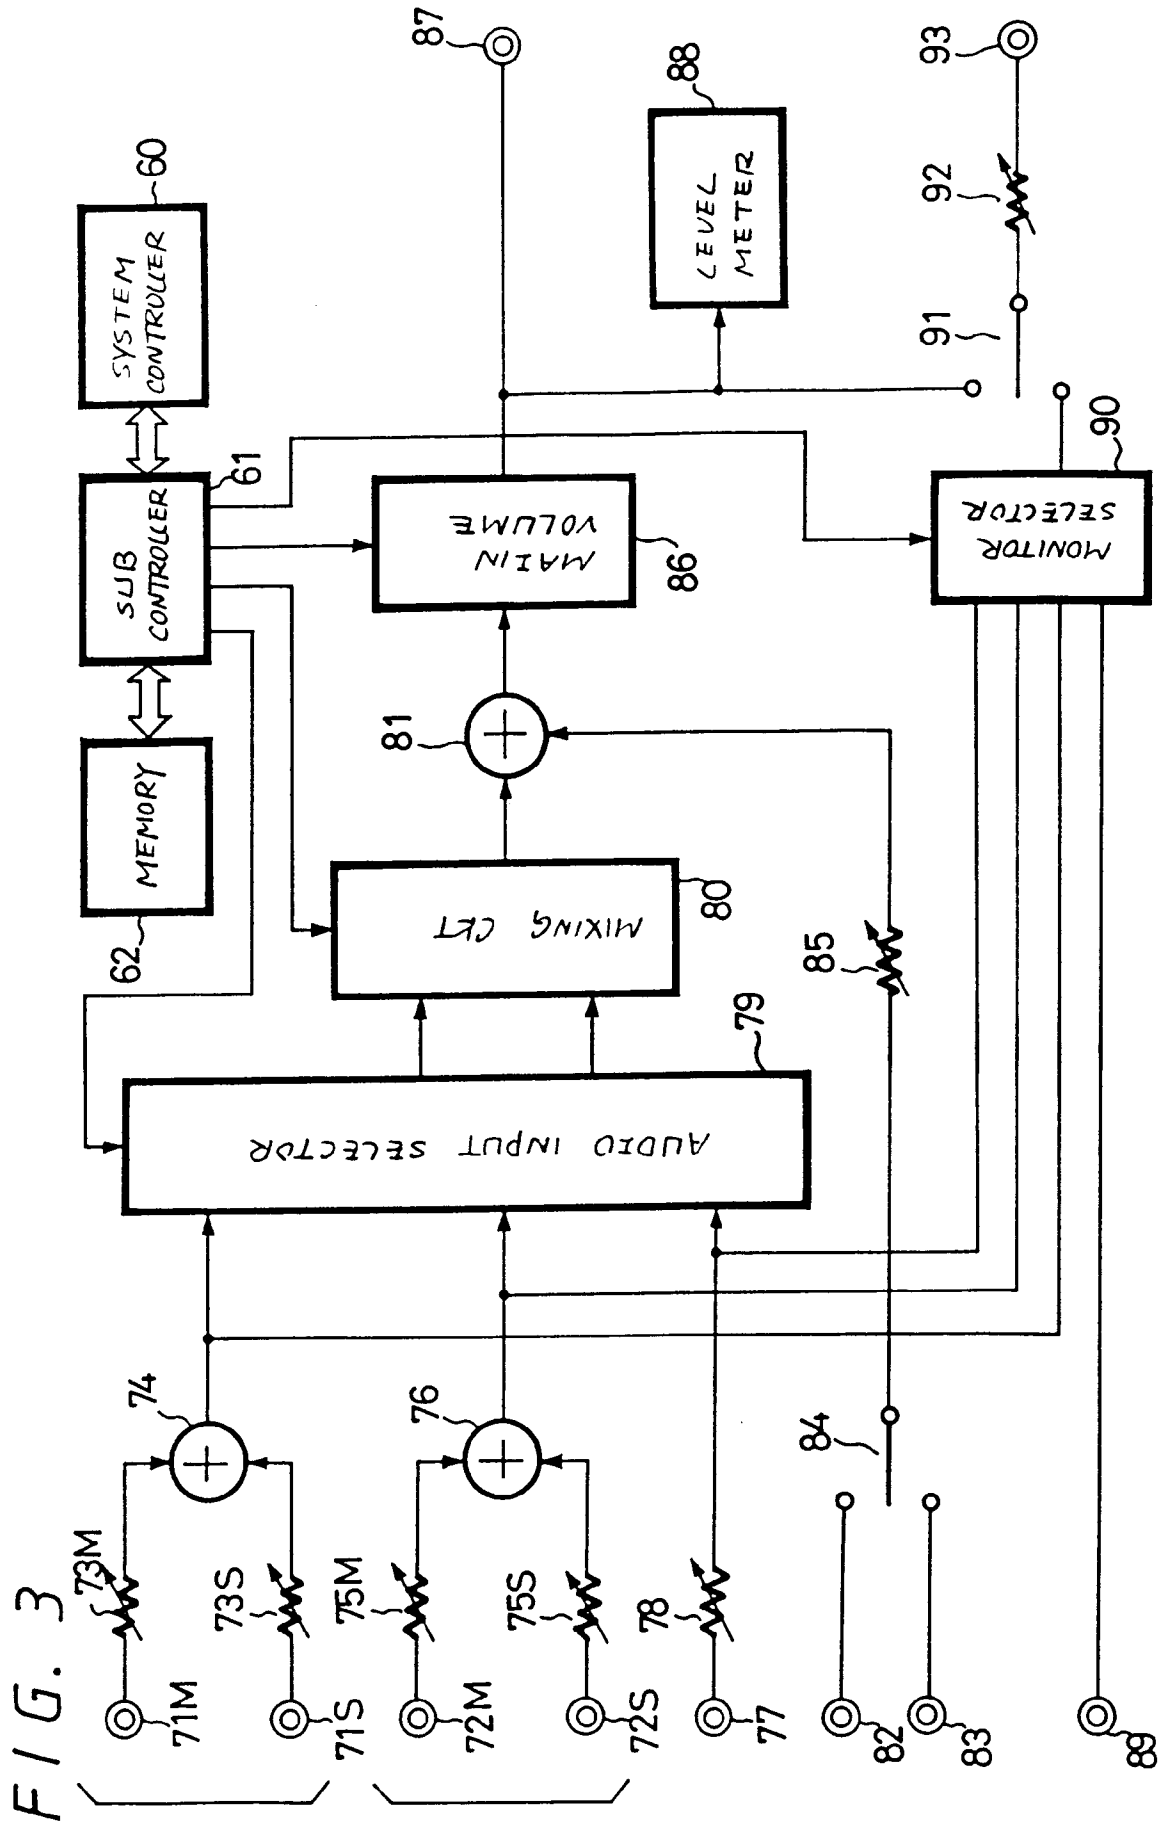 FIG. 3
71M
73M
71S
73S
74
72M
75M
72S
75S
76
77
78
82
83
84
85
89
AUDIO INPUT
SELECTOR
79
MIXING CKT
80
81
MEMORY
62
SUB
CONTROLLER
61
SYSTEM
CONTROLLER
60
MAIN
VOLUME
86
87
LEVEL
METER
88
MONITOR
SELECTOR
90
91
92
93